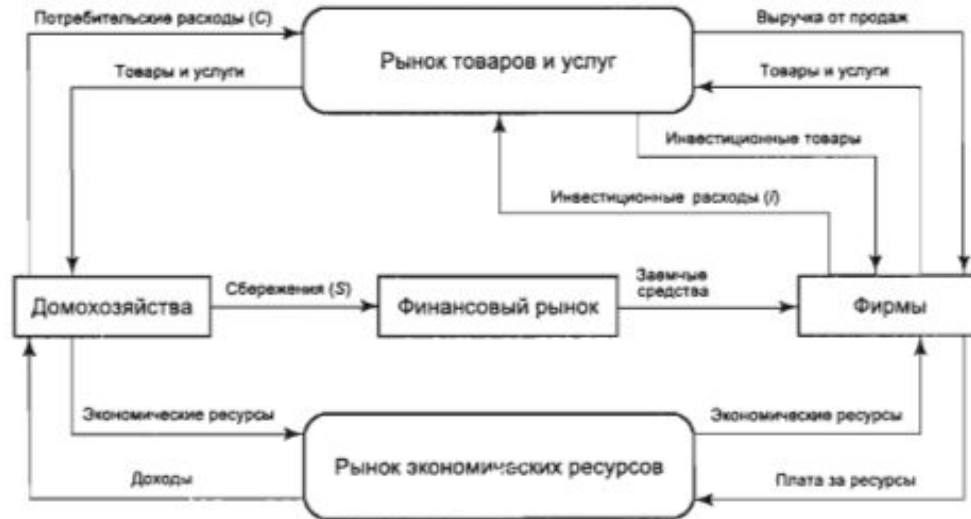 Потребительские расходы (C)
Выручка от продаж
Рынок товаров и услуг
Товары и услуги
Товары и услуги
Инвестиционные товары
Инвестиционные расходы (I)
Домохозяйства
Сбережения (S)
Финансовый рынок
Заемные
средства
Фирмы
Экономические ресурсы
Экономические ресурсы
Рынок экономических ресурсов
Доходы
Плата за ресурсы